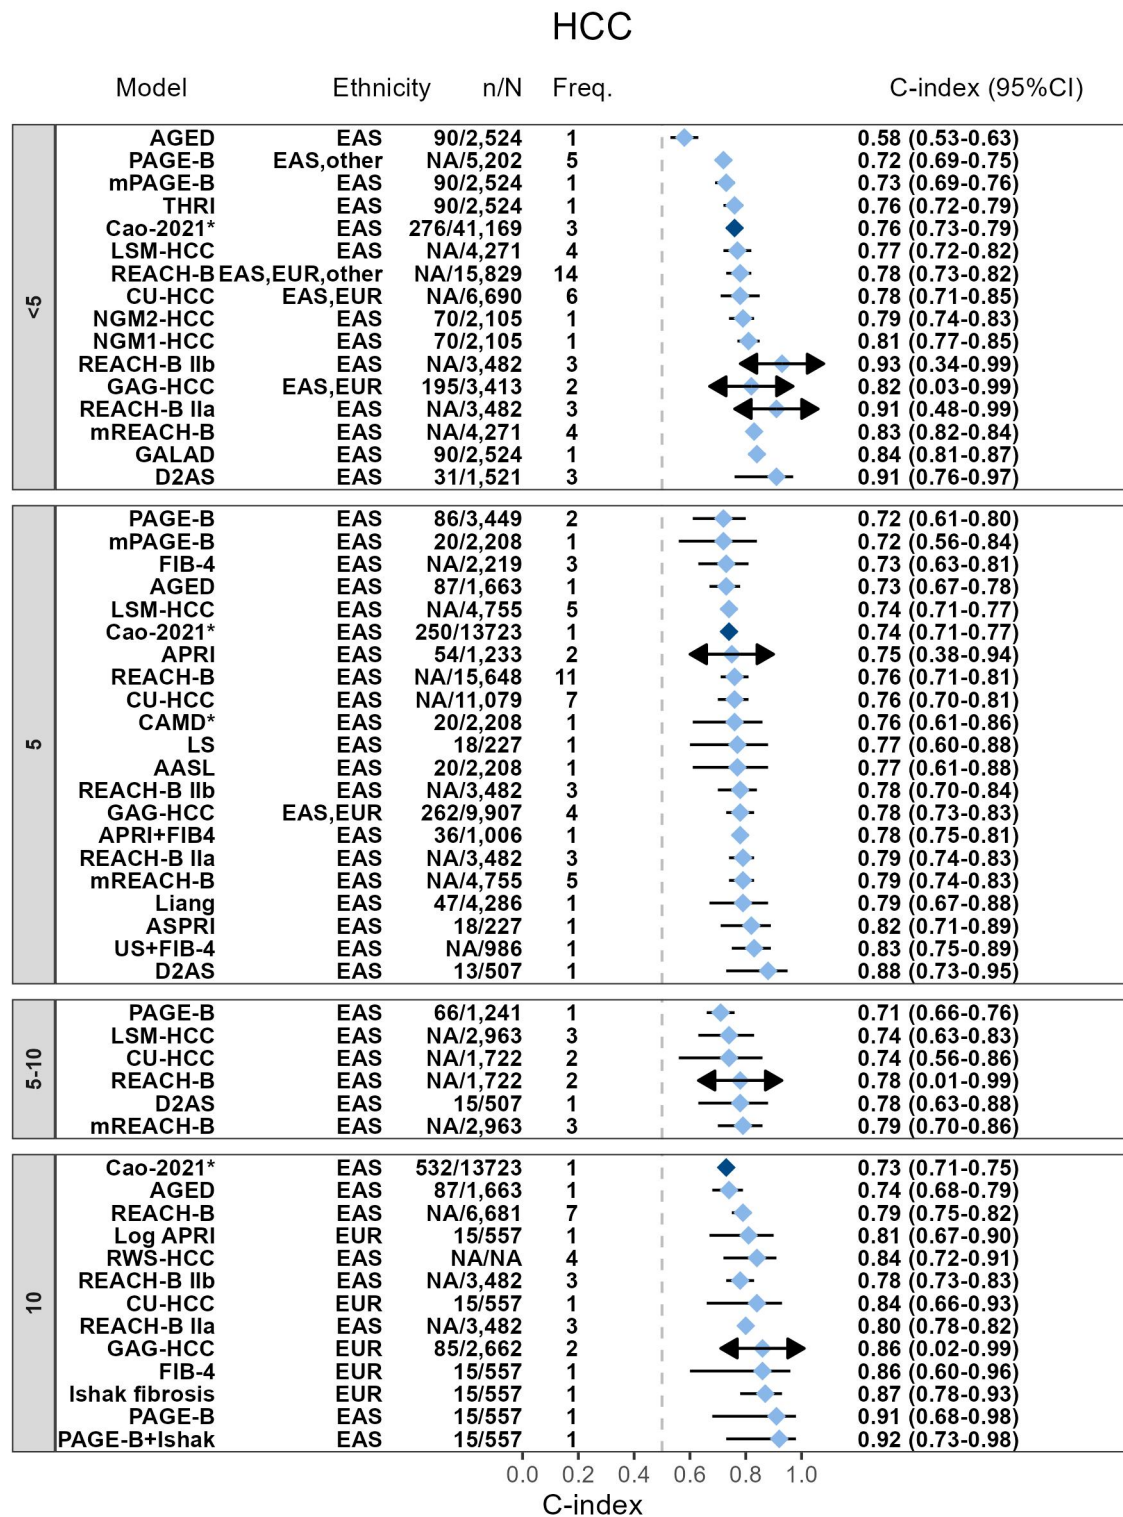 HCC
Model Ethnicity n/N Freq. C-index (95%CI)
<5
AGED EAS 90/2,524 1 0.58 (0.53-0.63)
PAGE-B EAS,other NA/5,202 5 0.72 (0.69-0.75)
mPAGE-B EAS 90/2,524 1 0.73 (0.69-0.76)
THRI EAS 90/2,524 1 0.76 (0.72-0.79)
Cao-2021* EAS 276/41,169 3 0.76 (0.73-0.79)
LSM-HCC EAS NA/4,271 4 0.77 (0.72-0.82)
REACH-B EAS,EUR,other NA/15,829 14 0.78 (0.73-0.82)
CU-HCC EAS,EUR NA/6,690 6 0.78 (0.71-0.85)
NGM2-HCC EAS 70/2,105 1 0.79 (0.74-0.83)
NGM1-HCC EAS 70/2,105 1 0.81 (0.77-0.85)
REACH-B IIb EAS NA/3,482 3 0.93 (0.34-0.99)
GAG-HCC EAS,EUR 195/3,413 2 0.82 (0.03-0.99)
REACH-B IIa EAS NA/3,482 3 0.91 (0.48-0.99)
mREACH-B EAS NA/4,271 4 0.83 (0.82-0.84)
GALAD EAS 90/2,524 1 0.84 (0.81-0.87)
D2AS EAS 31/1,521 3 0.91 (0.76-0.97)
5
PAGE-B EAS 86/3,449 2 0.72 (0.61-0.80)
mPAGE-B EAS 20/2,208 1 0.72 (0.56-0.84)
FIB-4 EAS NA/2,219 3 0.73 (0.63-0.81)
AGED EAS 87/1,663 1 0.73 (0.67-0.78)
LSM-HCC EAS NA/4,755 5 0.74 (0.71-0.77)
Cao-2021* EAS 250/13723 1 0.74 (0.71-0.77)
APRI EAS 54/1,233 2 0.75 (0.38-0.94)
REACH-B EAS NA/15,648 11 0.76 (0.71-0.81)
CU-HCC EAS NA/11,079 7 0.76 (0.70-0.81)
CAMD* EAS 20/2,208 1 0.76 (0.61-0.86)
LS EAS 18/227 1 0.77 (0.60-0.88)
AASL EAS 20/2,208 1 0.77 (0.61-0.88)
REACH-B IIb EAS NA/3,482 3 0.78 (0.70-0.84)
GAG-HCC EAS,EUR 262/9,907 4 0.78 (0.73-0.83)
APRI+FIB4 EAS 36/1,006 1 0.78 (0.75-0.81)
REACH-B IIa EAS NA/3,482 3 0.79 (0.74-0.83)
mREACH-B EAS NA/4,755 5 0.79 (0.74-0.83)
Liang EAS 47/4,286 1 0.79 (0.67-0.88)
ASPRI EAS 18/227 1 0.82 (0.71-0.89)
US+FIB-4 EAS NA/986 1 0.83 (0.75-0.89)
D2AS EAS 13/507 1 0.88 (0.73-0.95)
5-10
PAGE-B EAS 66/1,241 1 0.71 (0.66-0.76)
LSM-HCC EAS NA/2,963 3 0.74 (0.63-0.83)
CU-HCC EAS NA/1,722 2 0.74 (0.56-0.86)
REACH-B EAS NA/1,722 2 0.78 (0.01-0.99)
D2AS EAS 15/507 1 0.78 (0.63-0.88)
mREACH-B EAS NA/2,963 3 0.79 (0.70-0.86)
10
Cao-2021* EAS 532/13723 1 0.73 (0.71-0.75)
AGED EAS 87/1,663 1 0.74 (0.68-0.79)
REACH-B EAS NA/6,681 7 0.79 (0.75-0.82)
Log APRI EUR 15/557 1 0.81 (0.67-0.90)
RWS-HCC EAS NA/NA 4 0.84 (0.72-0.91)
REACH-B IIb EAS NA/3,482 3 0.78 (0.73-0.83)
CU-HCC EUR 15/557 1 0.84 (0.66-0.93)
REACH-B IIa EAS NA/3,482 3 0.80 (0.78-0.82)
GAG-HCC EUR 85/2,662 2 0.86 (0.02-0.99)
FIB-4 EUR 15/557 1 0.86 (0.60-0.96)
Ishak fibrosis EUR 15/557 1 0.87 (0.78-0.93)
PAGE-B EAS 15/557 1 0.91 (0.68-0.98)
PAGE-B+Ishak EAS 15/557 1 0.92 (0.73-0.98)
0.0 0.2 0.4 0.6 0.8 1.0
C-index